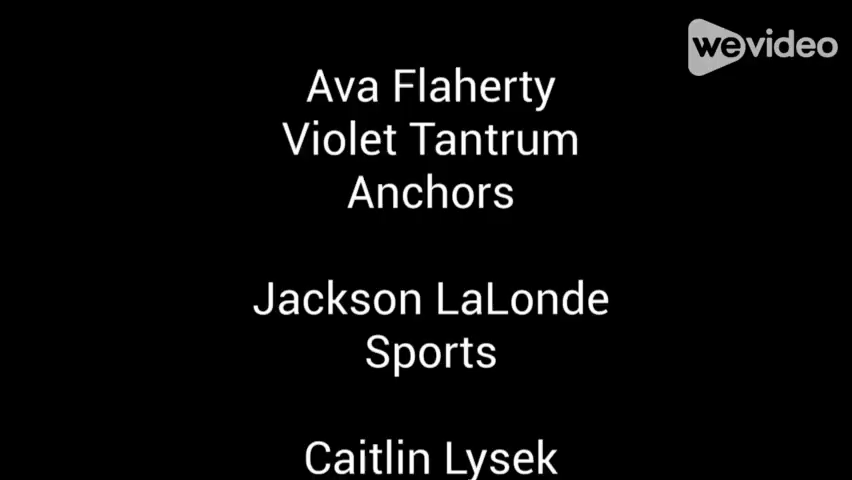 wevideo
Ava Flaherty
Violet Tantrum
Anchors
Jackson LaLonde
Sports
Caitlin Lysek